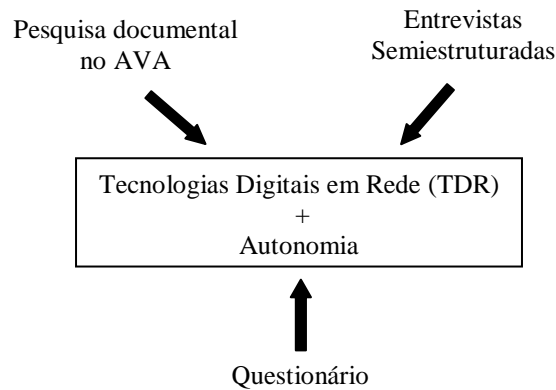 Pesquisa documental
no AVA
Entrevistas
Semiestruturadas
Tecnologias Digitais em Rede (TDR)
+
Autonomia
Questionário